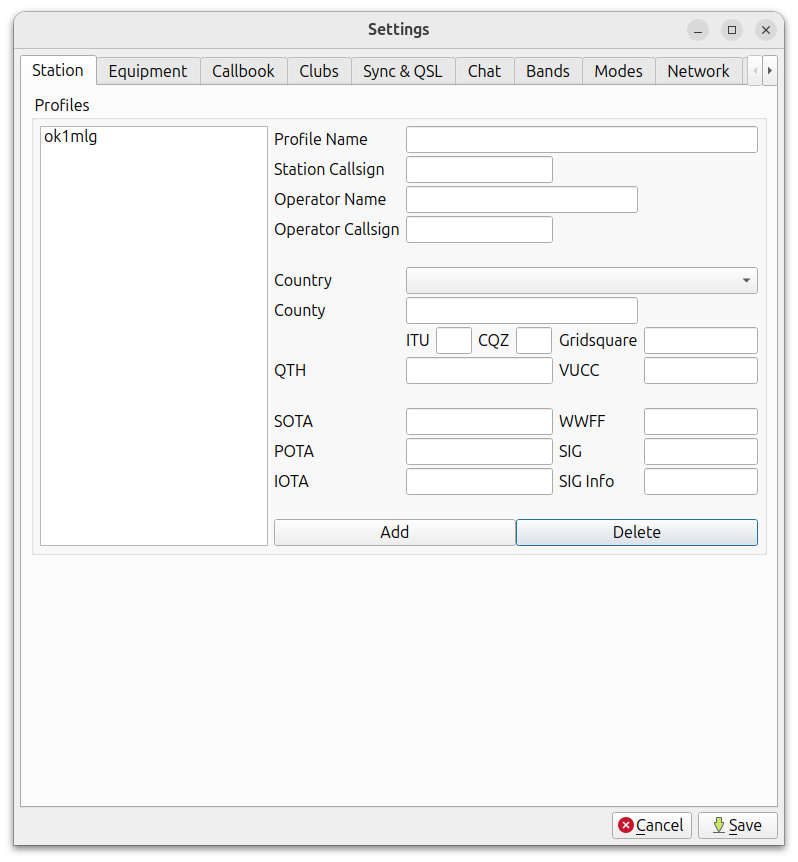 Settings
Station Equipment Callbook Clubs Sync & QSL Chat Bands Modes Network
Profiles
ok1mlg
Profile Name
Station Callsign
Operator Name
Operator Callsign
Country
County
ITU CQZ Gridsquare
QTH VUCC
SOTA WWFF
POTA SIG
IOTA SIG Info
Add Delete
Cancel Save